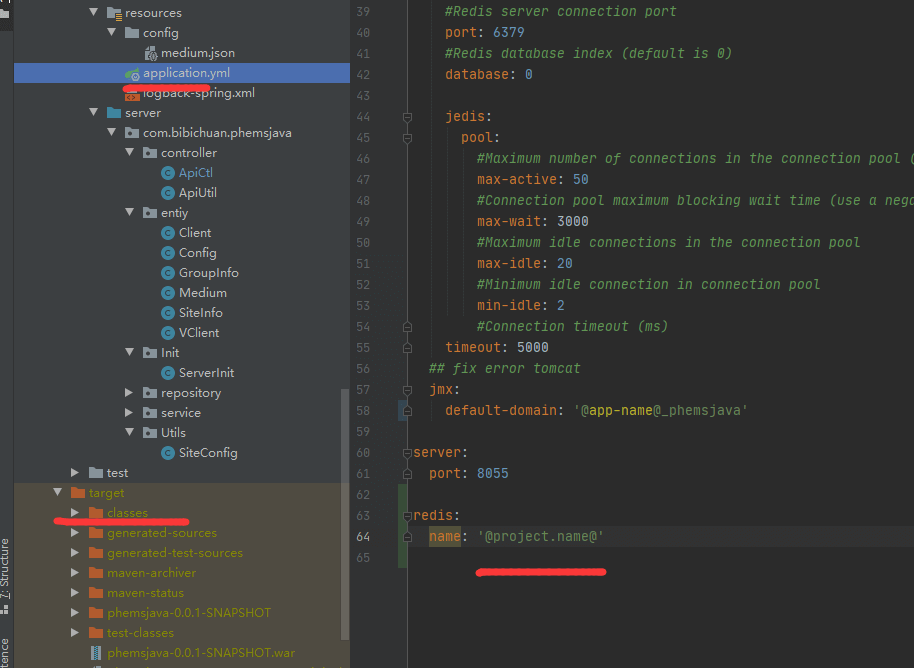 resources
config
medium.json
application.yml
logback-spring.xml
server
com.bibichuan.phemsjava
controller
ApiCtl
ApiUtil
entiy
Client
Config
GroupInfo
Medium
SiteInfo
VClient
Init
ServerInit
repository
service
Utils
SiteConfig
test
target
classes
generated-sources
generated-test-sources
maven-archiver
maven-status
phemsjava-0.0.1-SNAPSHOT
test-classes
phemsjava-0.0.1-SNAPSHOT.war
7: Structure
39 #Redis server connection port
40 port: 6379
41 #Redis database index (default is 0)
42 database: 0
43
44 jedis:
45 pool:
46 #Maximum number of connections in the connection pool (
47 max-active: 50
48 #Connection pool maximum blocking wait time (use a nega
49 max-wait: 3000
50 #Maximum idle connections in the connection pool
51 max-idle: 20
52 #Minimum idle connection in connection pool
53 min-idle: 2
54 #Connection timeout (ms)
55 timeout: 5000
56 ## fix error tomcat
57 jmx:
58 default-domain: '@app-name@_phemsjava'
59
60 server:
61 port: 8055
62
63 redis:
64 name: '@project.name@'
65